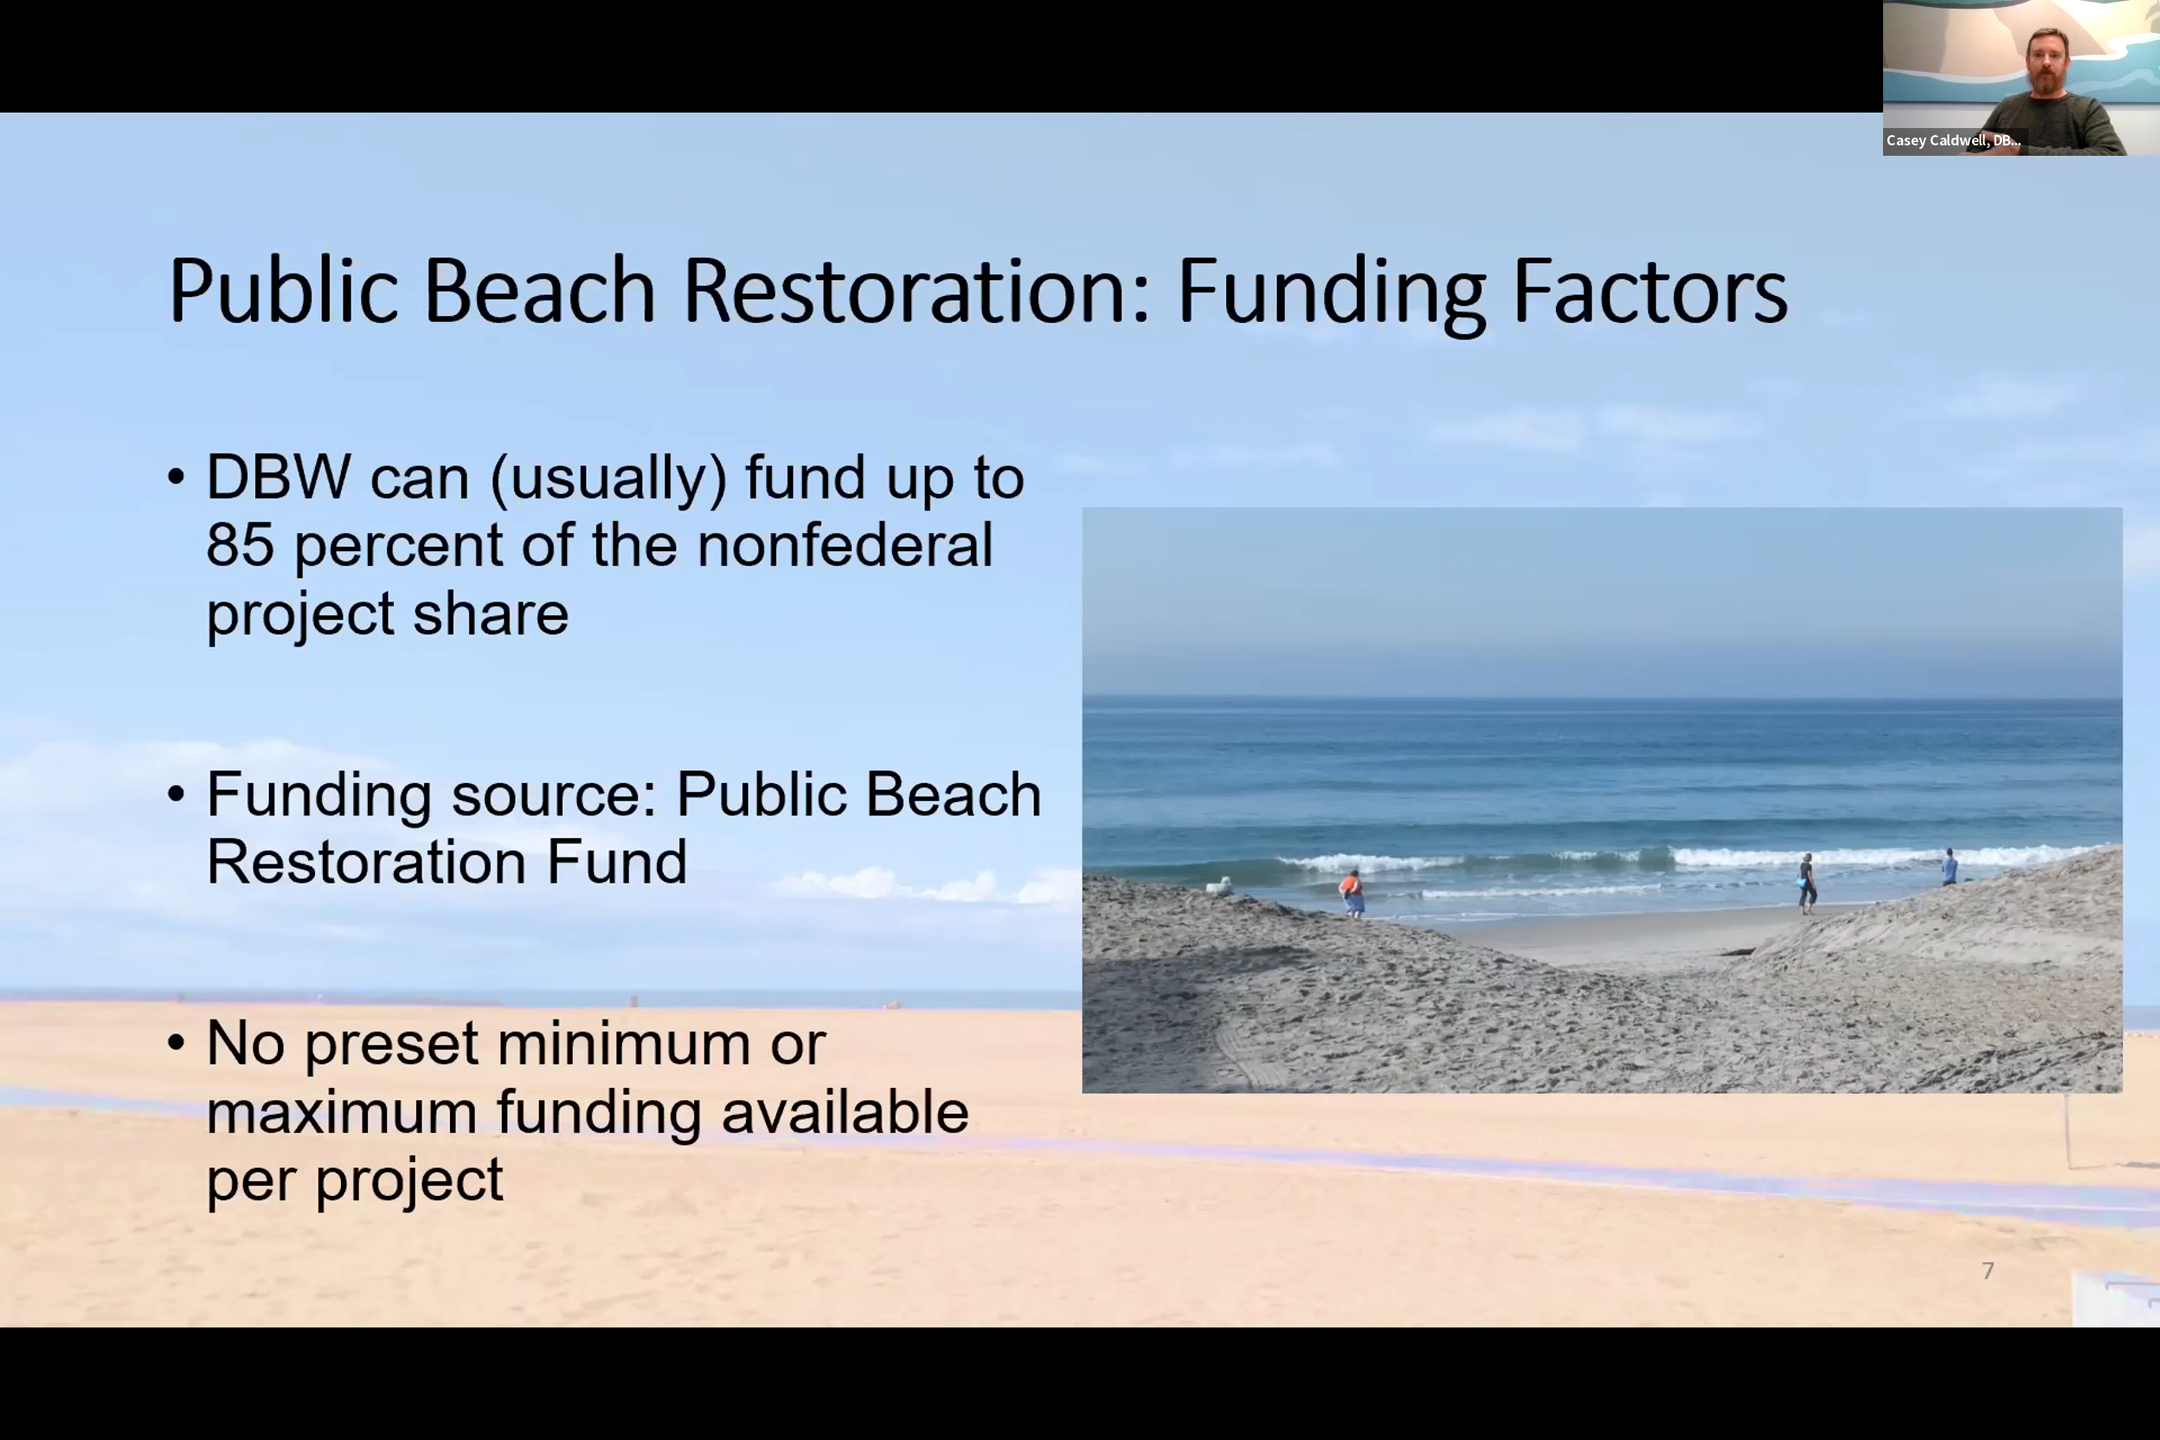 Casey Caldwell, DB...
Public Beach Restoration: Funding Factors
• DBW can (usually) fund up to
85 percent of the nonfederal
project share
• Funding source: Public Beach
Restoration Fund
• No preset minimum or
maximum funding available
per project
7